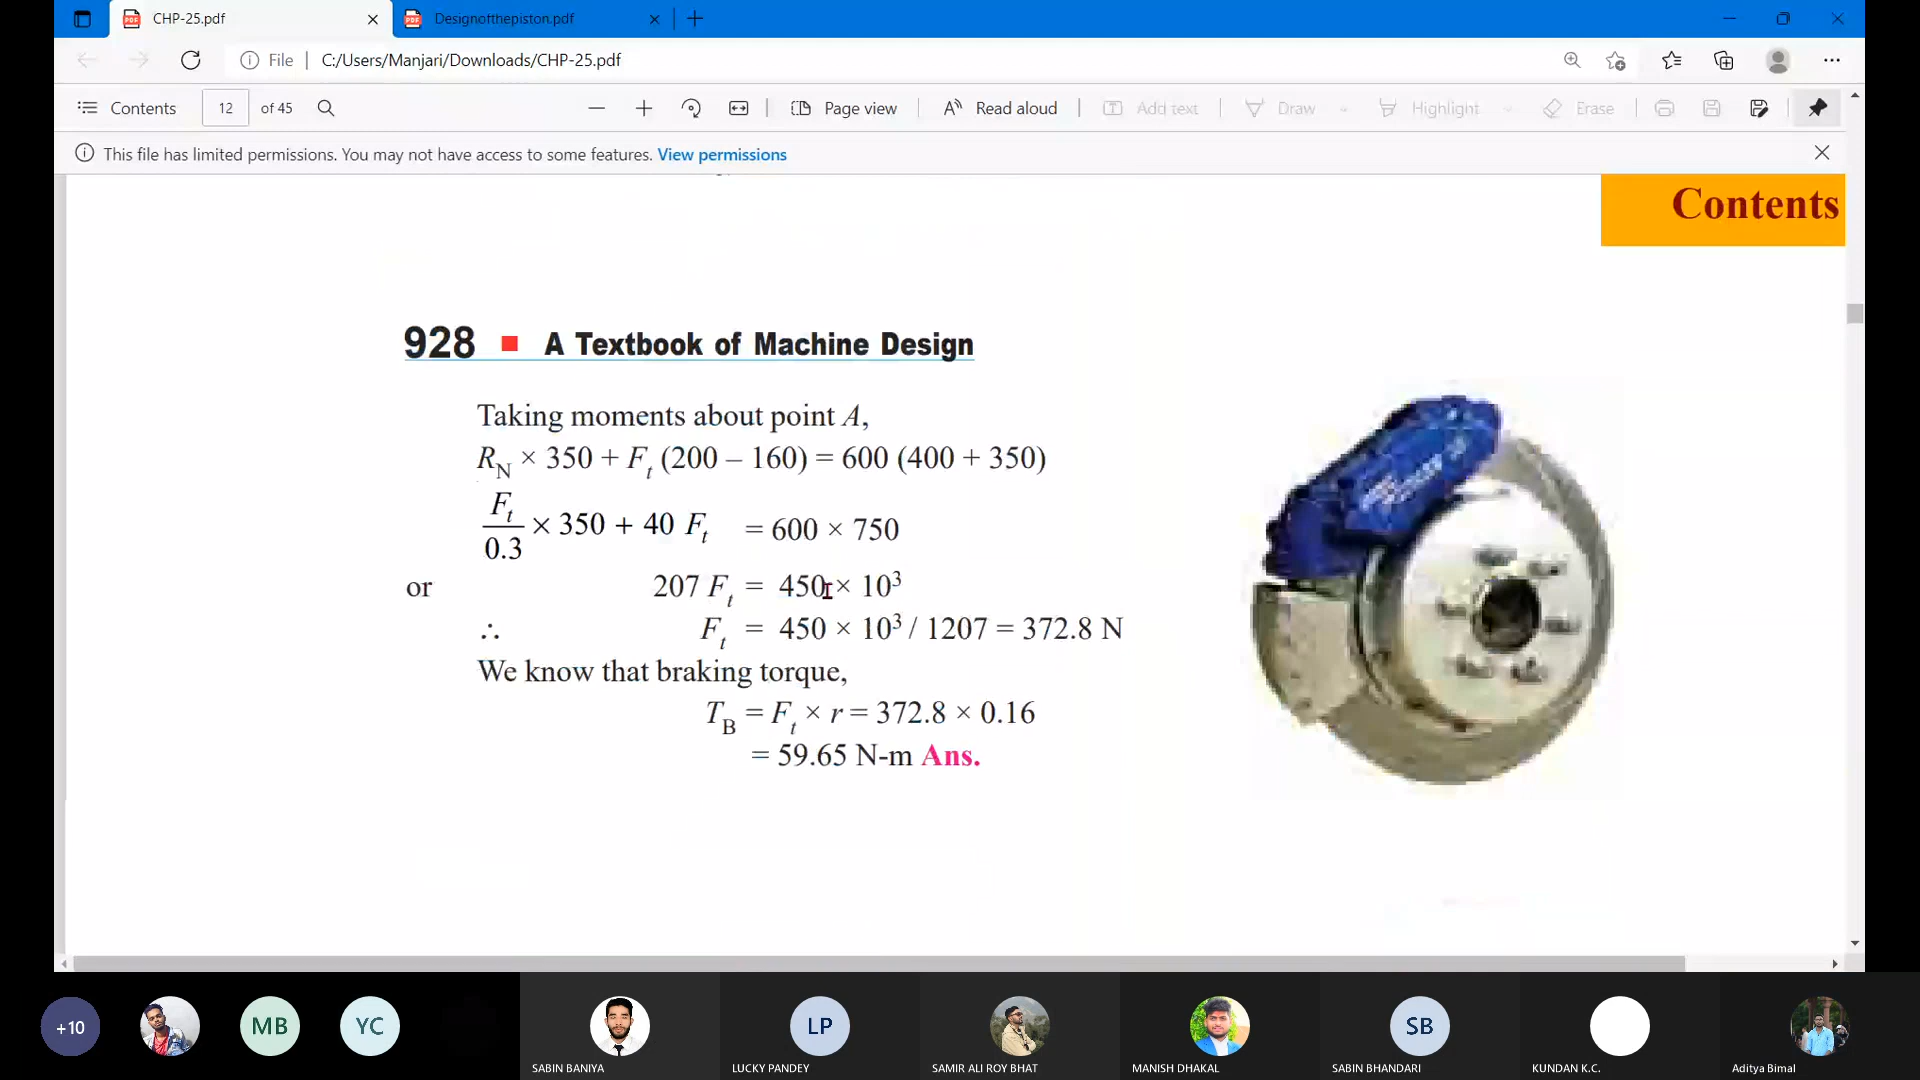 CHP-25.pdf
Designofthepiston.pdf
File | C:/Users/Manjari/Downloads/CHP-25.pdf
Contents 12 of 45 Page view Read aloud Add text Draw Highlight Erase
This file has limited permissions. You may not have access to some features. View permissions
Contents
928 ■ A Textbook of Machine Design
Taking moments about point A,
R_N × 350 + F_t (200 – 160) = 600 (400 + 350)
F_t/0.3 × 350 + 40 F_t = 600 × 750
or 207 F_t = 450 × 10³
∴ F_t = 450 × 10³ / 1207 = 372.8 N
We know that braking torque,
T_B = F_t × r = 372.8 × 0.16
= 59.65 N-m Ans.
+10 MB YC LP SB
SABIN BANIYA LUCKY PANDEY SAMIR ALI ROY BHAT MANISH DHAKAL SABIN BHANDARI KUNDAN K.C. Aditya Bimal